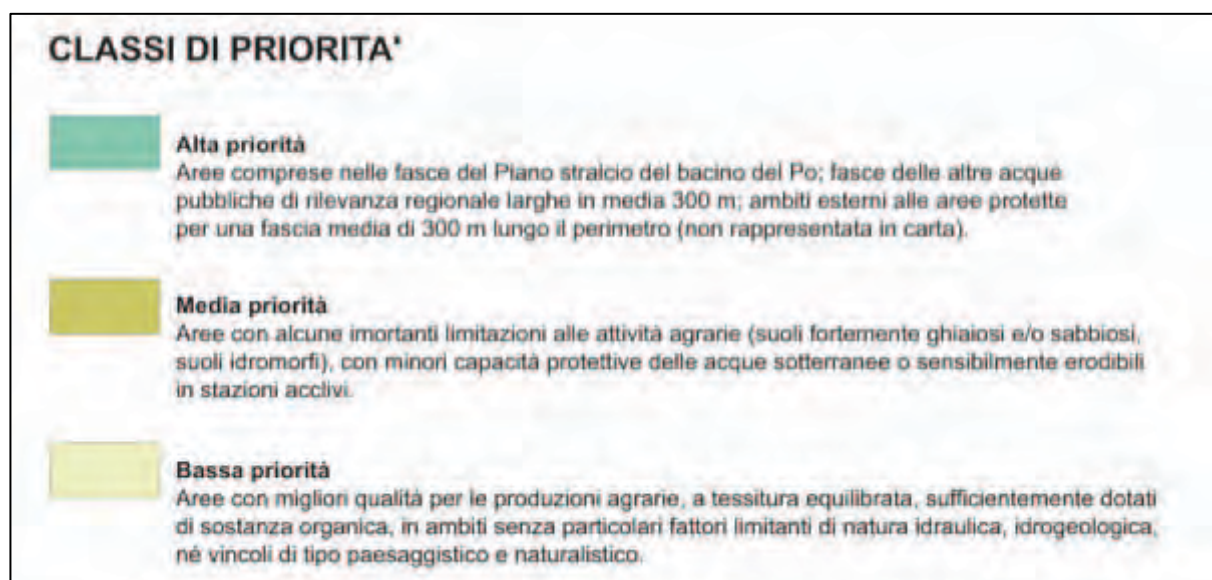 CLASSI DI PRIORITA'
Alta priorità
Aree comprese nelle fasce del Piano stralcio del bacino del Po; fasce delle altre acque
pubbliche di rilevanza regionale larghe in media 300 m; ambiti esterni alle aree protette
per una fascia media di 300 m lungo il perimetro (non rappresentata in carta).
Media priorità
Aree con alcune imortanti limitazioni alle attività agrarie (suoli fortemente ghiaiosi e/o sabbiosi,
suoli idromorfi), con minori capacità protettive delle acque sotterranee o sensibilmente erodibili
in stazioni acclivi.
Bassa priorità
Aree con migliori qualità per le produzioni agrarie, a tessitura equilibrata, sufficientemente dotati
di sostanza organica, in ambiti senza particolari fattori limitanti di natura idraulica, idrogeologica,
né vincoli di tipo paesaggistico e naturalistico.